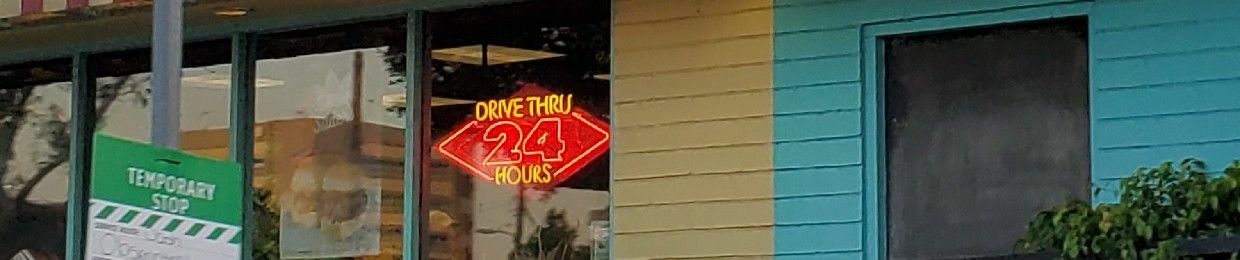 TEMPORARY
STOP
DRIVE THRU
24
HOURS